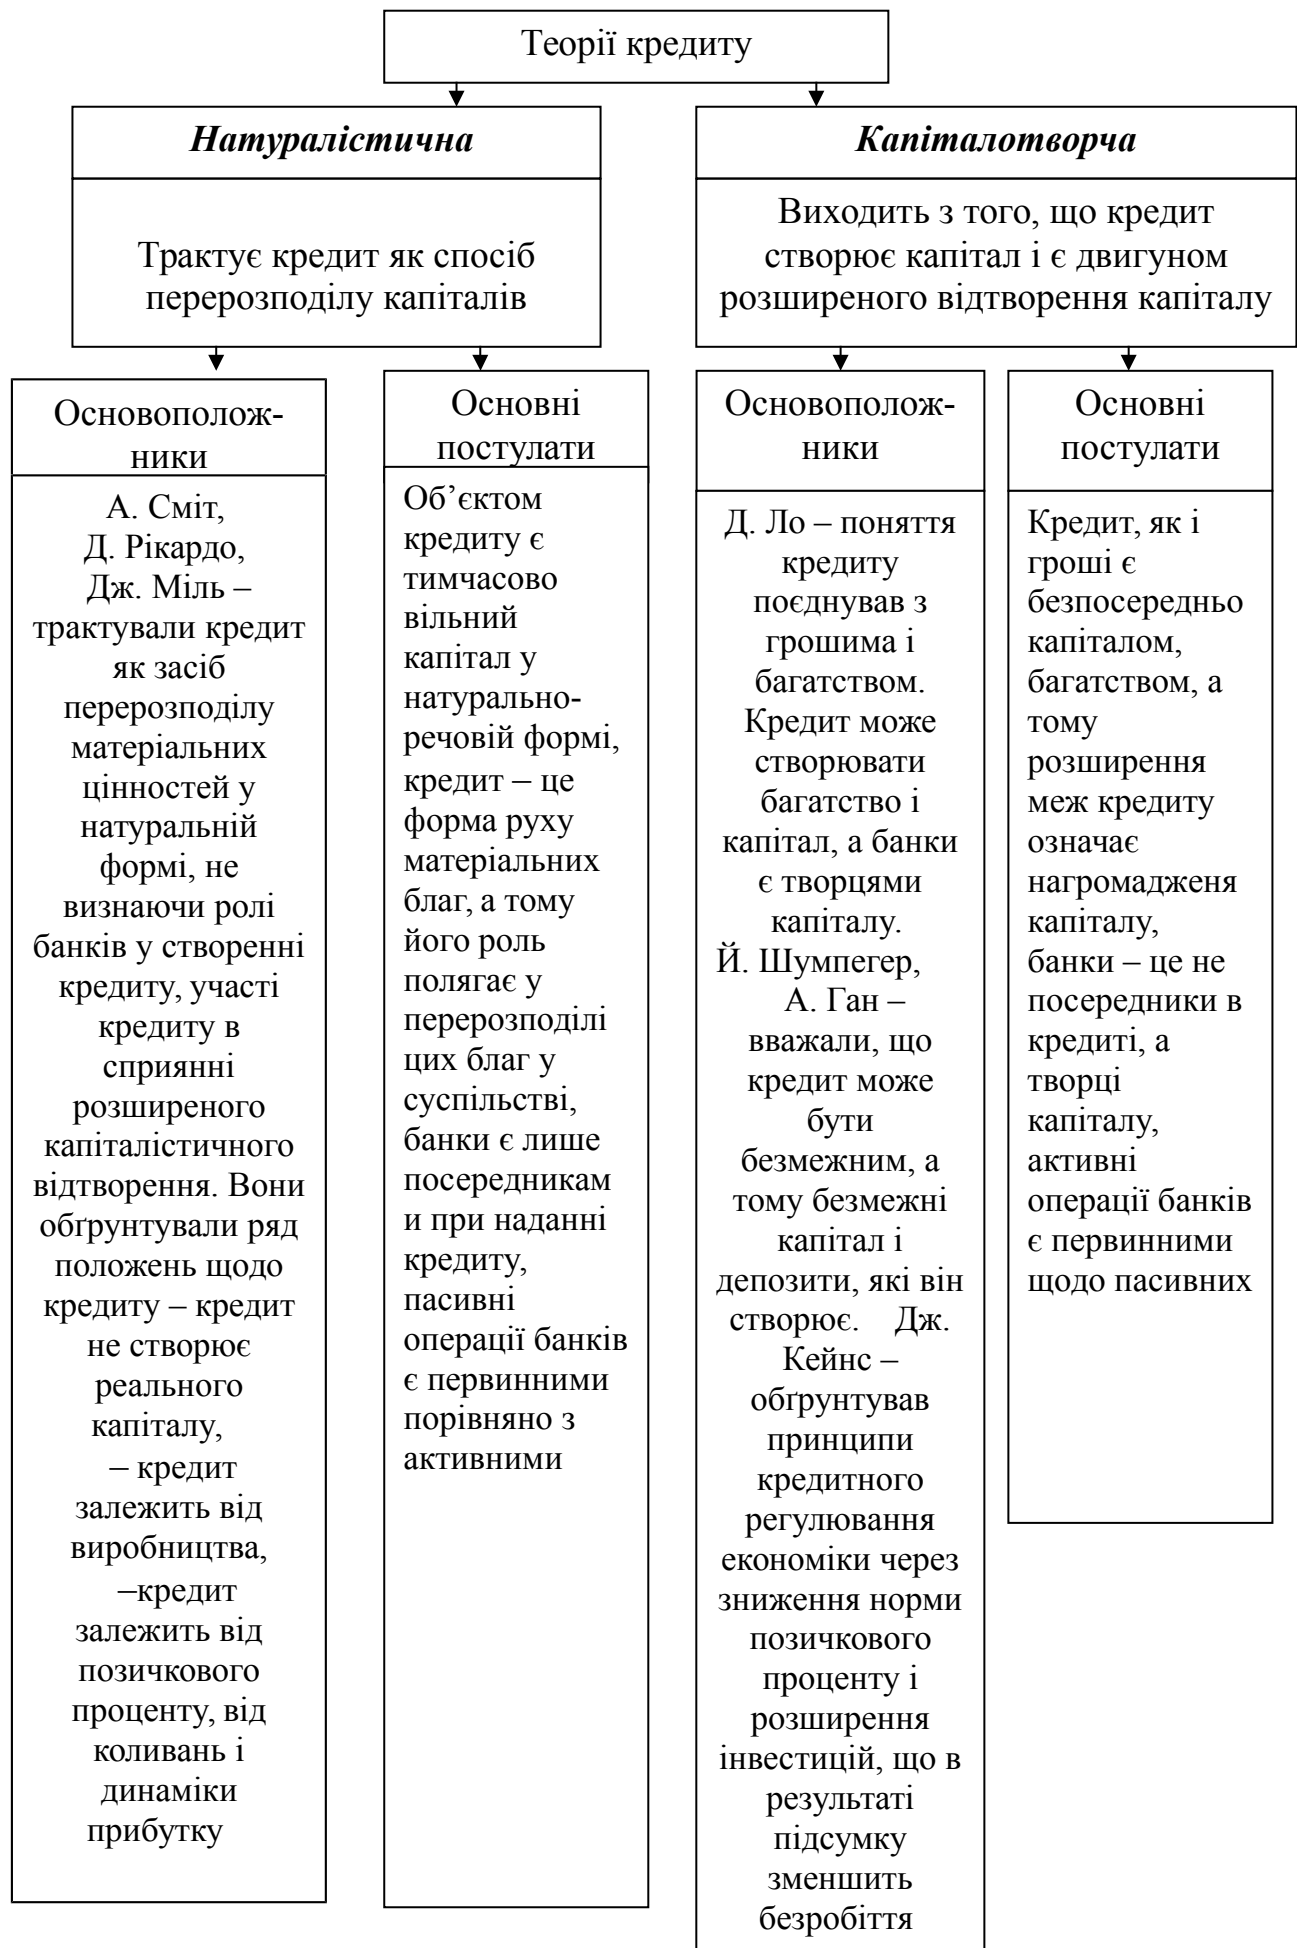 Теорії кредиту
Натуралістична
Трактує кредит як спосіб
перерозподілу капіталів
Основополож-
ники
А. Сміт,
Д. Рікардо,
Дж. Міль –
трактували кредит
як засіб
перерозподілу
матеріальних
цінностей у
натуральній
формі, не
визнаючи ролі
банків у створенні
кредиту, участі
кредиту в
сприянні
розширеного
капіталістичного
відтворення. Вони
обґрунтували ряд
положень щодо
кредиту – кредит
не створює
реального
капіталу,
– кредит
залежить від
виробництва,
–кредит
залежить від
позичкового
проценту, від
коливань і
динаміки
прибутку
Основні
постулати
Об’єктом
кредиту є
тимчасово
вільний
капітал у
натурально-
речовій формі,
кредит – це
форма руху
матеріальних
благ, а тому
його роль
полягає у
перерозподілі
цих благ у
суспільстві,
банки є лише
посередникам
и при наданні
кредиту,
пасивні
операції банків
є первинними
порівняно з
активними
Капіталотворча
Виходить з того, що кредит
створює капітал і є двигуном
розширеного відтворення капіталу
Основополож-
ники
Д. Ло – поняття
кредиту
поєднував з
грошима і
багатством.
Кредит може
створювати
багатство і
капітал, а банки
є творцями
капіталу.
Й. Шумпегер,
А. Ган –
вважали, що
кредит може
бути
безмежним, а
тому безмежні
капітал і
депозити, які він
створює. Дж.
Кейнс –
обґрунтував
принципи
кредитного
регулювання
економіки через
зниження норми
позичкового
проценту і
розширення
інвестицій, що в
результаті
підсумку
зменшить
безробіття
Основні
постулати
Кредит, як і
гроші є
безпосередньо
капіталом,
багатством, а
тому
розширення
меж кредиту
означає
нагромадженя
капіталу,
банки – це не
посередники в
кредиті, а
творці
капіталу,
активні
операції банків
є первинними
щодо пасивних